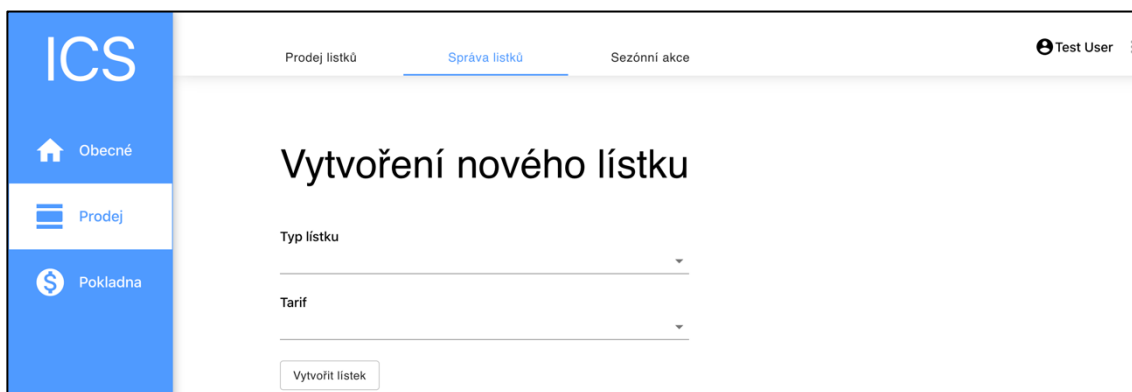 ICS
Prodej lístků
Správa lístků
Sezónní akce
Test User
Obecné
Prodej
Pokladna
Vytvoření nového lístku
Typ lístku
Tarif
Vytvořit lístek